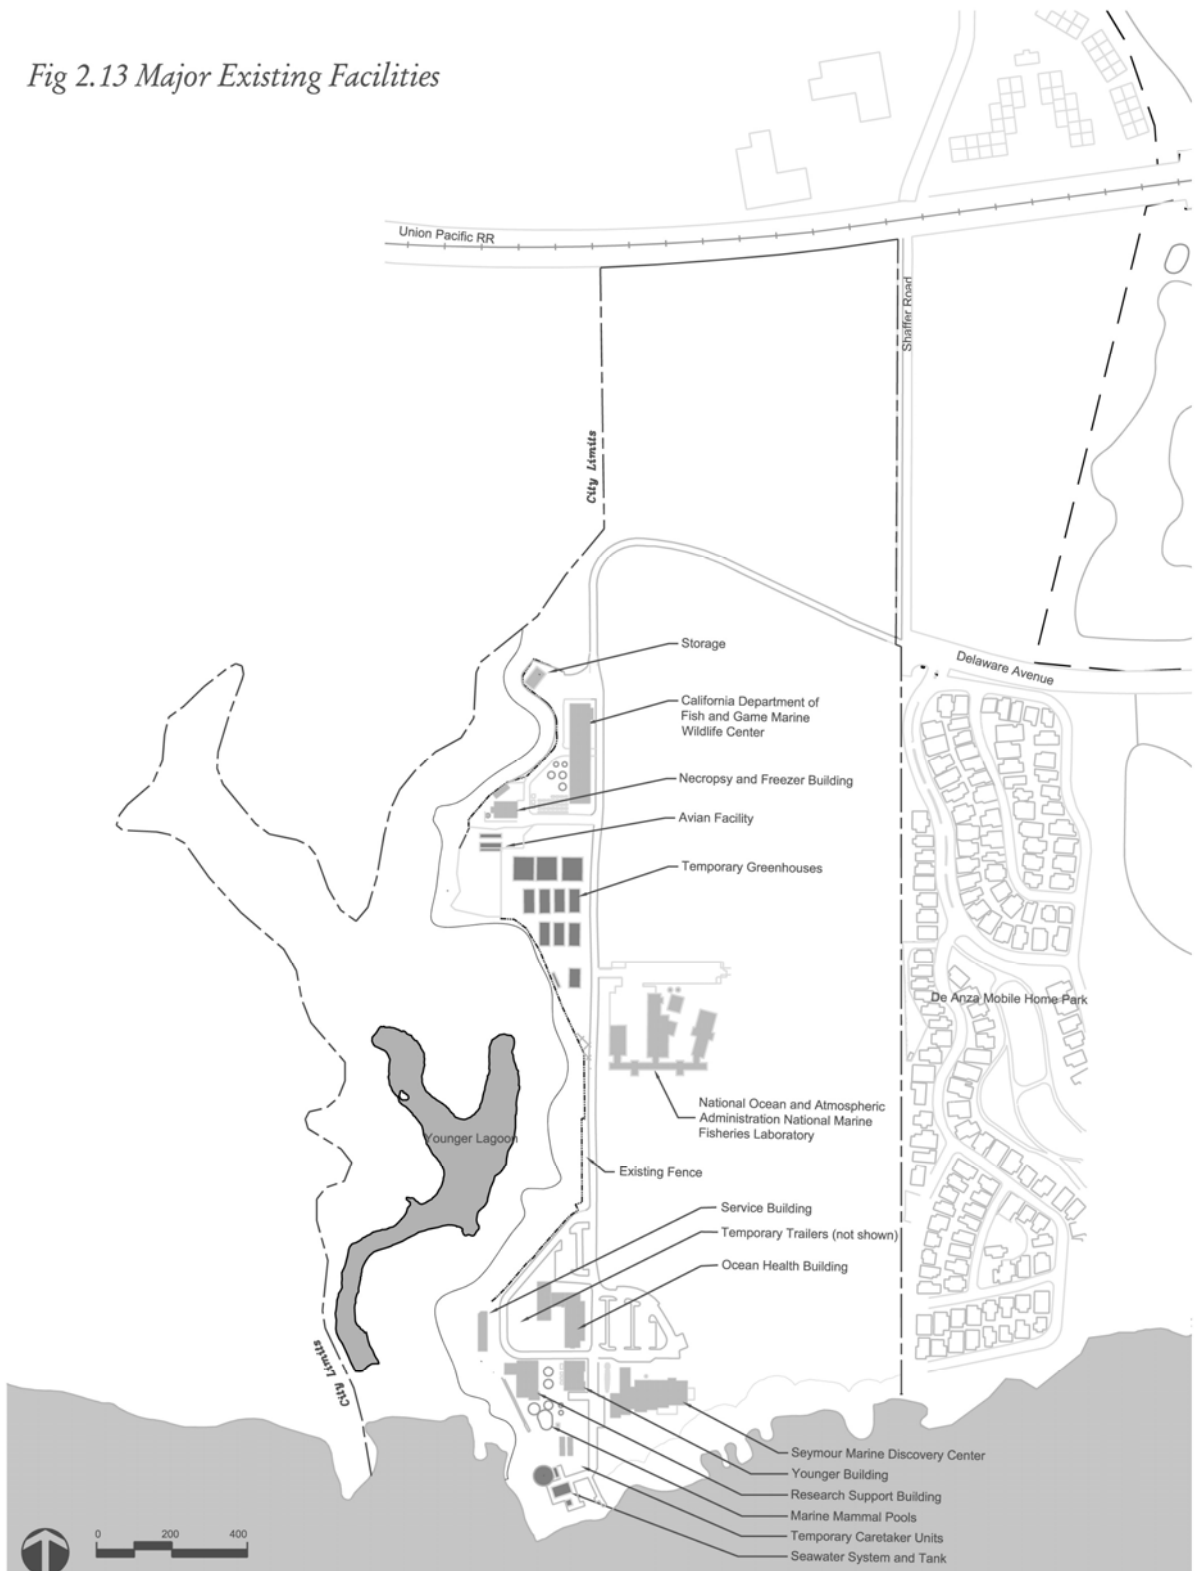 Fig 2.13 Major Existing Facilities
Union Pacific RR
Shaffer Road
City Limits
Storage
Delaware Avenue
California Department of
Fish and Game Marine
Wildlife Center
Necropsy and Freezer Building
Avian Facility
Temporary Greenhouses
De Anza Mobile Home Park
National Ocean and Atmospheric
Administration National Marine
Fisheries Laboratory
Younger Lagoon
Existing Fence
Service Building
Temporary Trailers (not shown)
Ocean Health Building
City Limits
Seymour Marine Discovery Center
Younger Building
Research Support Building
Marine Mammal Pools
Temporary Caretaker Units
Seawater System and Tank
0 200 400